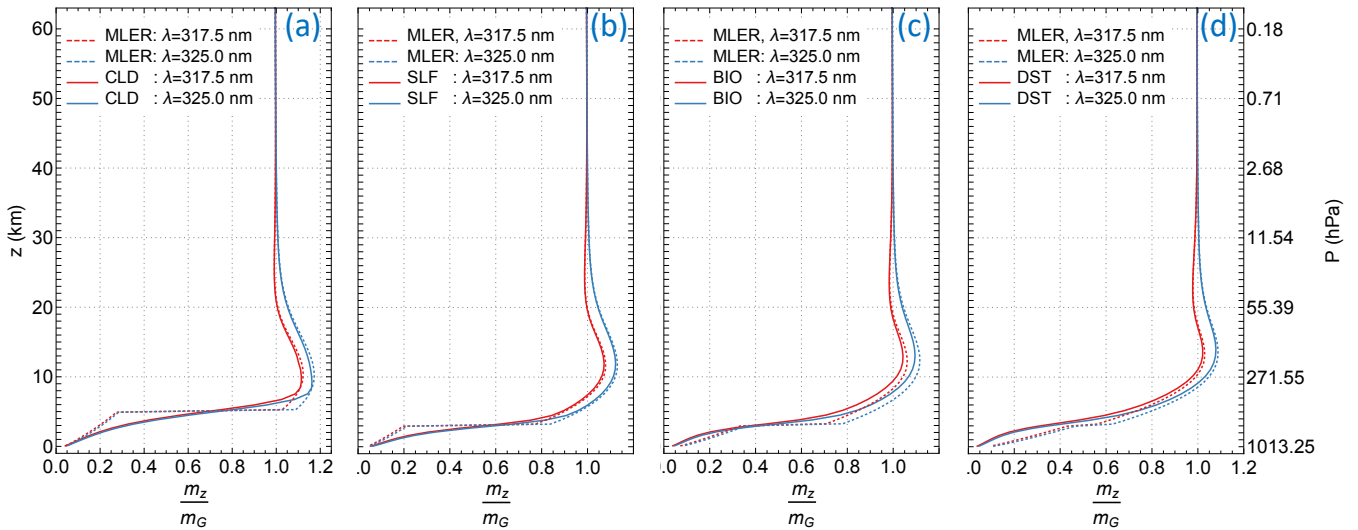 (a)
MLER: λ=317.5 nm
MLER: λ=325.0 nm
CLD : λ=317.5 nm
CLD : λ=325.0 nm
(b)
MLER: λ=317.5 nm
MLER: λ=325.0 nm
SLF : λ=317.5 nm
SLF : λ=325.0 nm
(c)
MLER, λ=317.5 nm
MLER: λ=325.0 nm
BIO : λ=317.5 nm
BIO : λ=325.0 nm
(d)
MLER, λ=317.5 nm
MLER: λ=325.0 nm
DST : λ=317.5 nm
DST : λ=325.0 nm
z (km)
60
50
40
30
20
10
0
P (hPa)
0.18
0.71
2.68
11.54
55.39
271.55
1013.25
0.0 0.2 0.4 0.6 0.8 1.0 1.2
.0 0.2 0.4 0.6 0.8 1.0
.0 0.2 0.4 0.6 0.8 1.0
.0 0.2 0.4 0.6 0.8 1.0 1.2
m_z
m_G
m_z
m_G
m_z
m_G
m_z
m_G